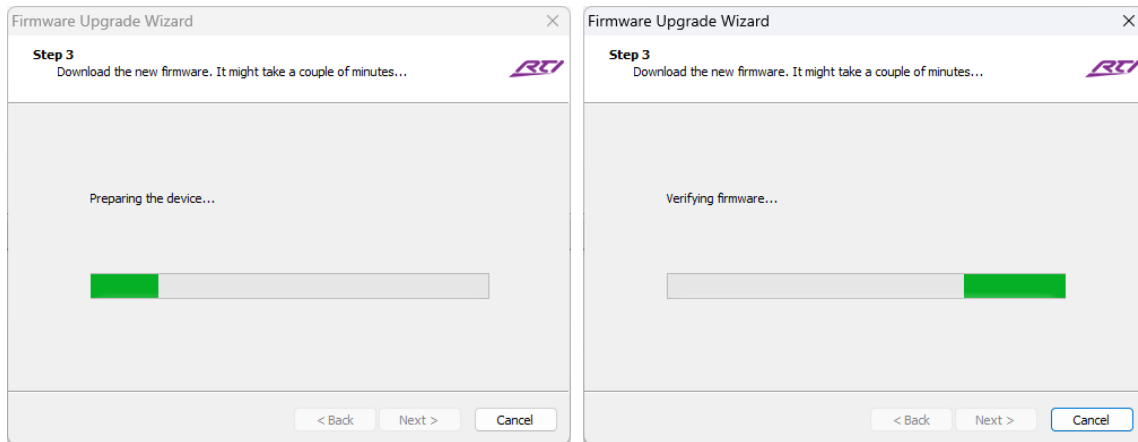 Firmware Upgrade Wizard
Step 3
Download the new firmware. It might take a couple of minutes...
RTI
Preparing the device...
< Back Next > Cancel
Firmware Upgrade Wizard
Step 3
Download the new firmware. It might take a couple of minutes...
RTI
Verifying firmware...
< Back Next > Cancel